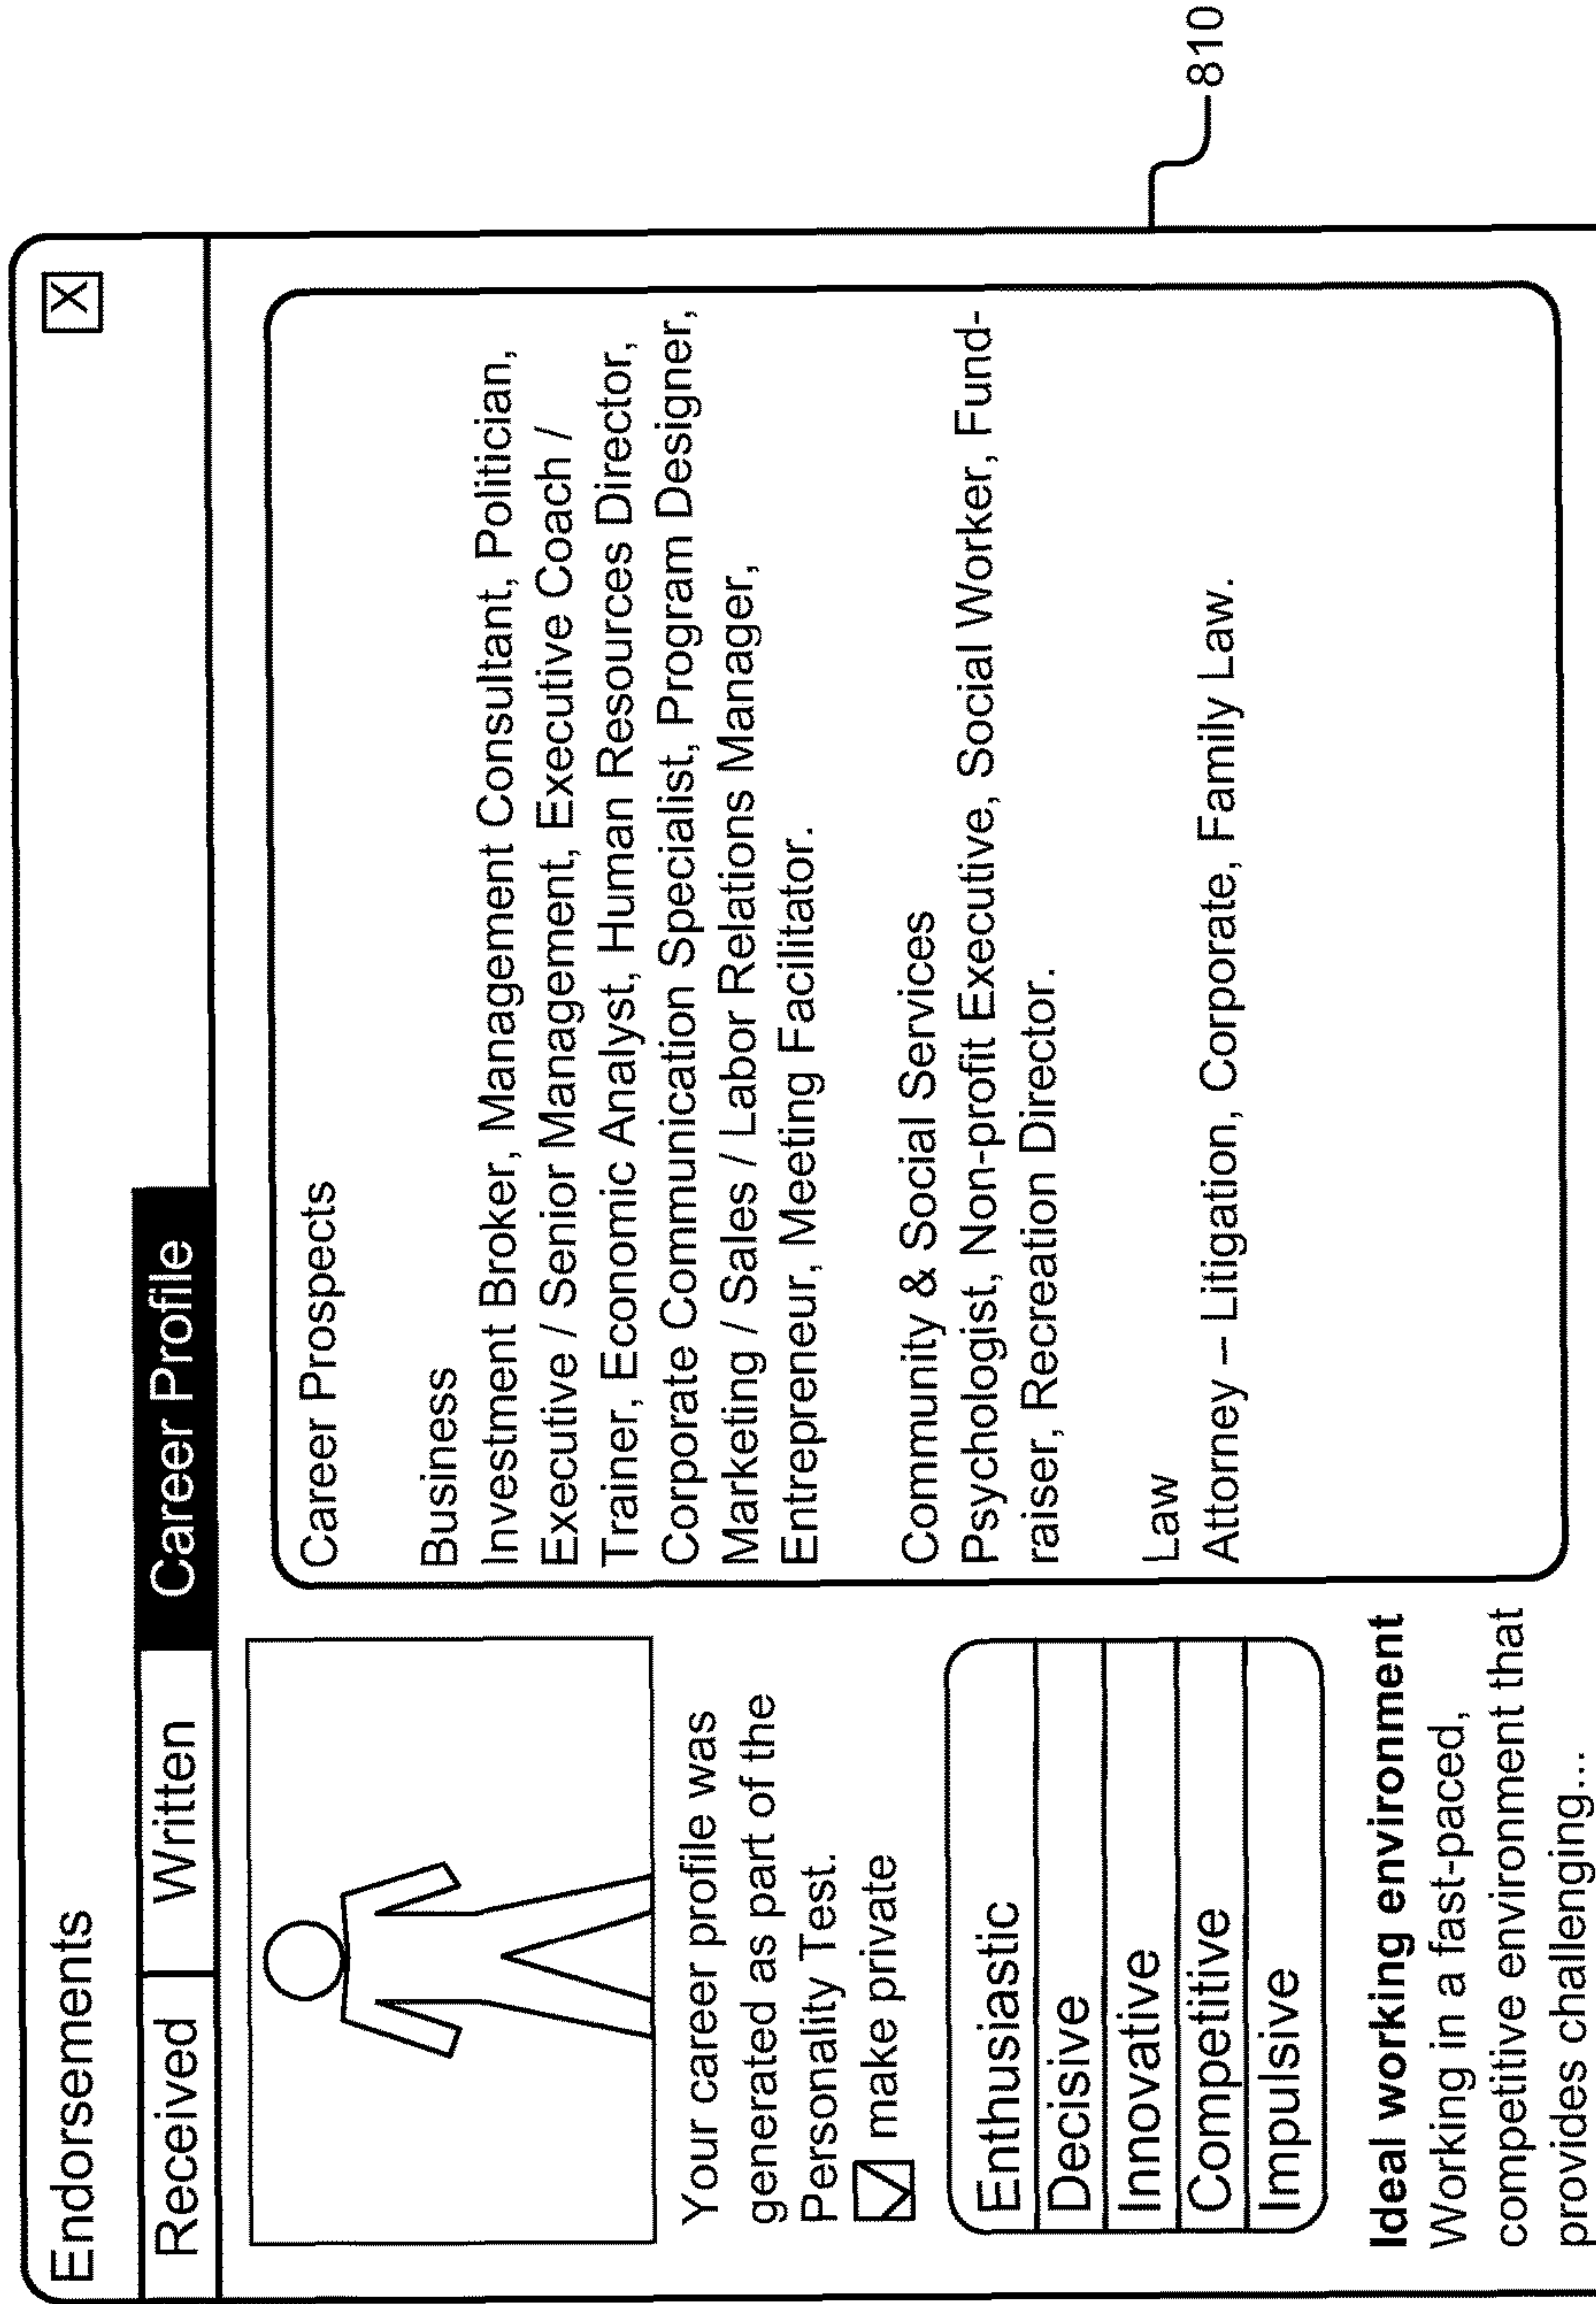 Endorsements
X
Received
Written
Career Profile
Your career profile was
generated as part of the
Personality Test.
make private
Enthusiastic
Decisive
Innovative
Competitive
Impulsive
Ideal working environment
Working in a fast-paced,
competitive environment that
provides challenging...
Career Prospects
Business
Investment Broker, Management Consultant, Politician,
Executive / Senior Management, Executive Coach /
Trainer, Economic Analyst, Human Resources Director,
Corporate Communication Specialist, Program Designer,
Marketing / Sales / Labor Relations Manager,
Entrepreneur, Meeting Facilitator.
Community & Social Services
Psychologist, Non-profit Executive, Social Worker, Fund-
raiser, Recreation Director.
Law
Attorney – Litigation, Corporate, Family Law.
810